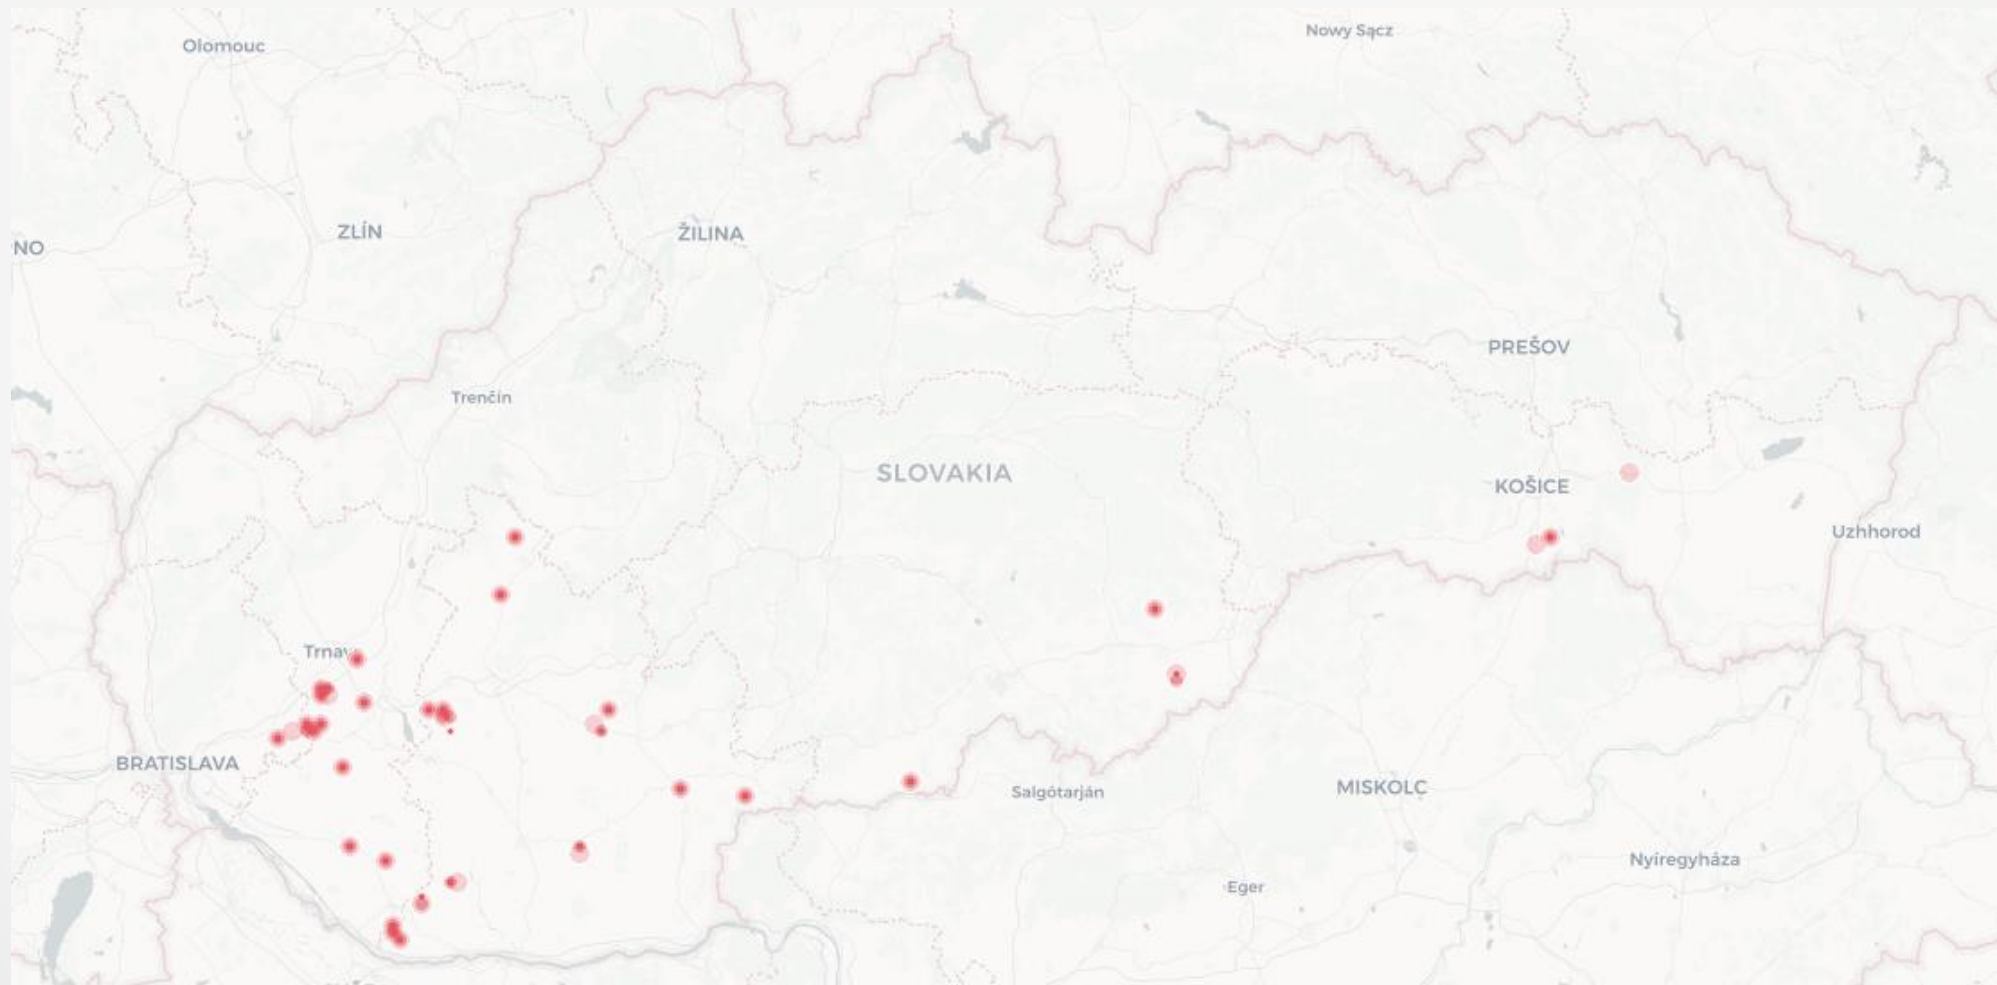 Nowy Sącz
Olomouc
ZLÍN
ŽILINA
NO
PREŠOV
Trenčín
SLOVAKIA
KOŠICE
Uzhhorod
BRATISLAVA
Salgótarján
MISKOLC
Nyíregyháza
Eger